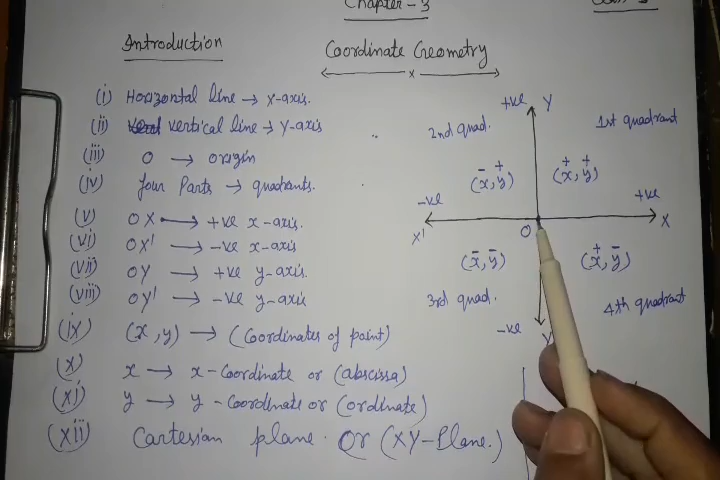 Chapter - 3
Introduction
Coordinate Geometry
x
(i) Horizontal line → x-axis.
(ii) vertical line → y-axis
(iii) O → origin
(iv) four Parts → quadrants.
(v) OX → +ve x-axis.
(vi) OX' → -ve x-axis
(vii) OY → +ve y-axis.
(viii) OY' → -ve y-axis
(ix) (x,y) → (Coordinates of point)
(x) x → x-Coordinate or (abscissa)
(xi) y → y-Coordinate or (ordinate)
(xii) Cartesian plane. Or (XY-Plane.)
+ve Y
2nd quad. 1st quadrant
- + + +
(x,y) (x,y)
-ve +ve
X' O X
- - + -
(x,y) (x,y)
3rd quad. 4th quadrant
-ve Y